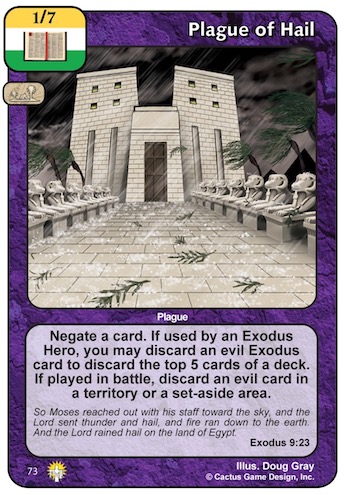 1/7
Plague of Hail
Plague
Negate a card. If used by an Exodus
Hero, you may discard an evil Exodus
card to discard the top 5 cards of a deck.
If played in battle, discard an evil card in
a territory or a set-aside area.
So Moses reached out with his staff toward the sky, and the
Lord sent thunder and hail, and fire ran down to the earth.
And the Lord rained hail on the land of Egypt.
Exodus 9:23
73
Illus. Doug Gray
© Cactus Game Design, Inc.